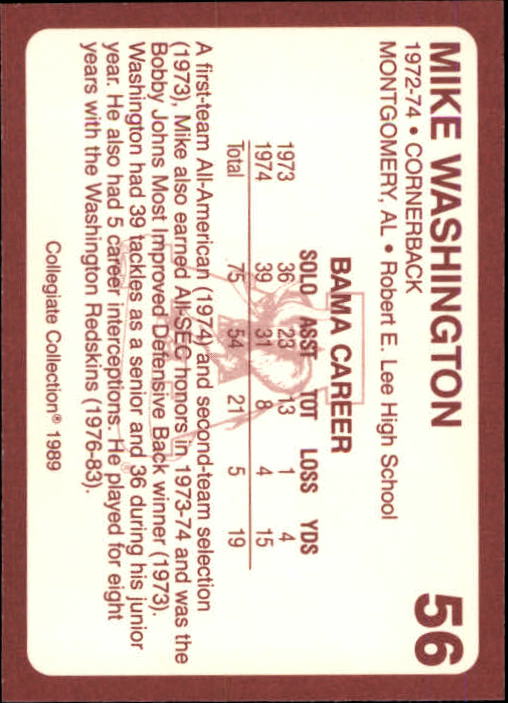 MIKE WASHINGTON 56
1972-74 • CORNERBACK
MONTGOMERY, AL • Robert E. Lee High School
BAMA CAREER
SOLO ASST TOT LOSS YDS
1973 36 23 13 1 4
1974 39 31 8 4 15
Total 75 54 21 5 19
A first-team All-American (1974) and second-team selection
(1973), Mike also earned All-SEC honors in 1973-74 and was the
Bobby Johns Most Improved Defensive Back winner (1973).
Washington had 39 tackles as a senior and 36 during his junior
year. He also had 5 career interceptions. He played for eight
years with the Washington Redskins (1976-83).
Collegiate Collection® 1989